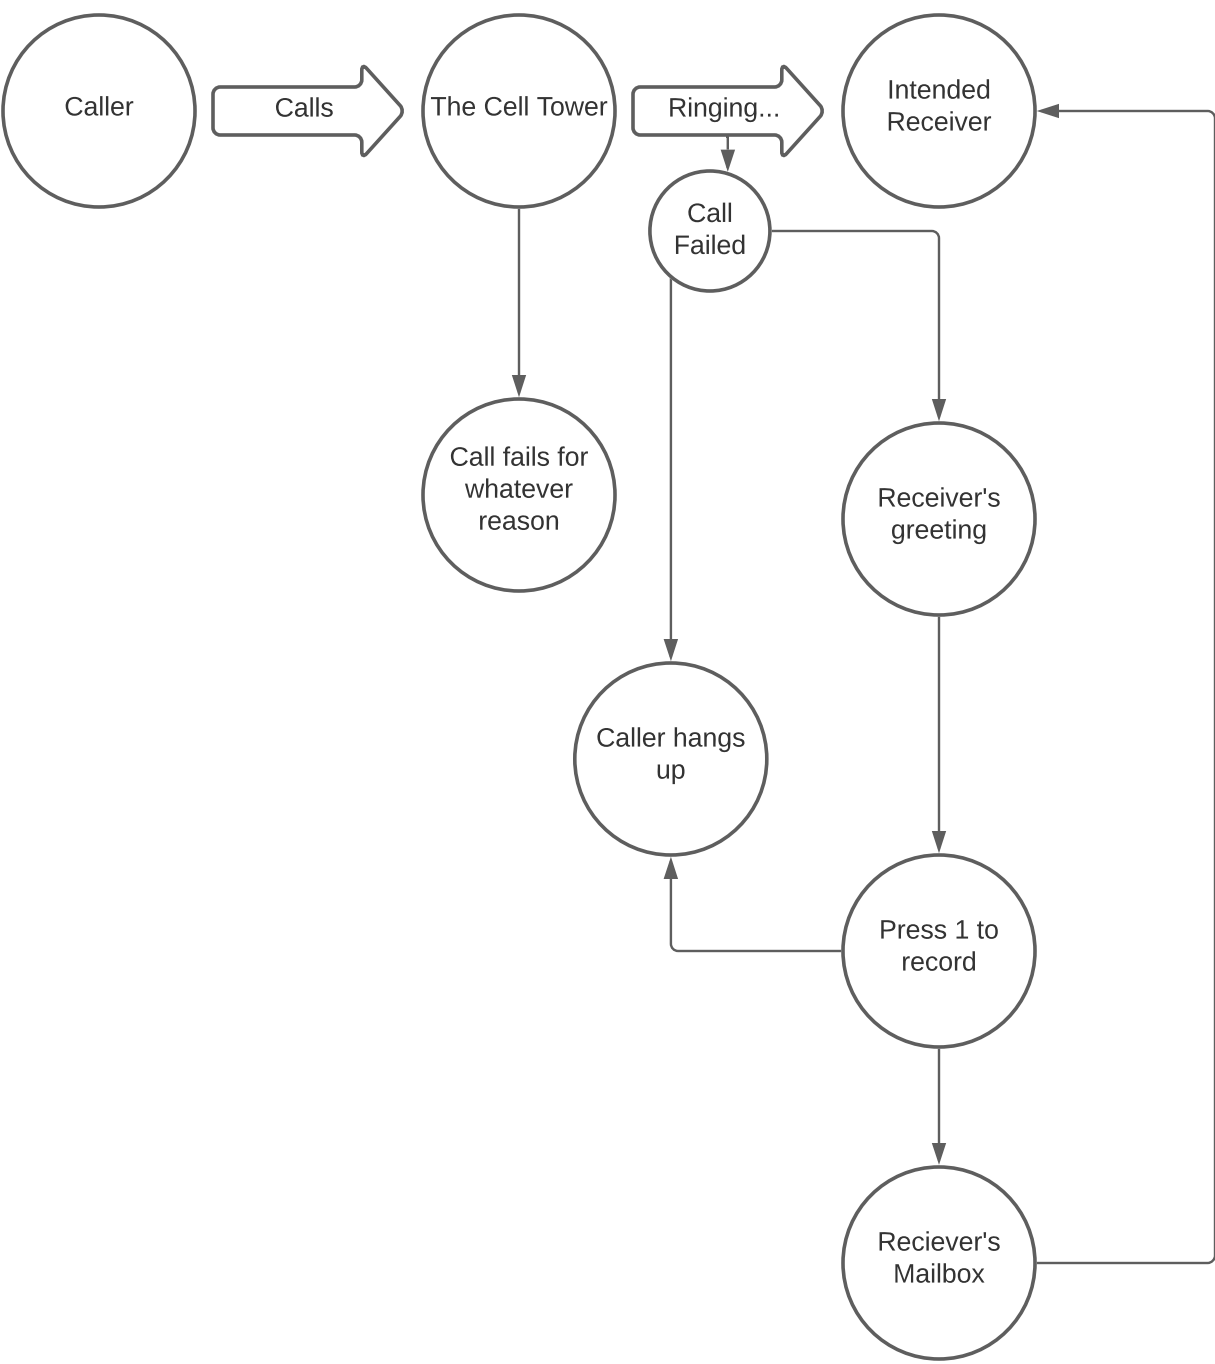 Caller
Calls
The Cell Tower
Ringing...
Intended
Receiver
Call
Failed
Call fails for
whatever
reason
Receiver's
greeting
Caller hangs
up
Press 1 to
record
Reciever's
Mailbox